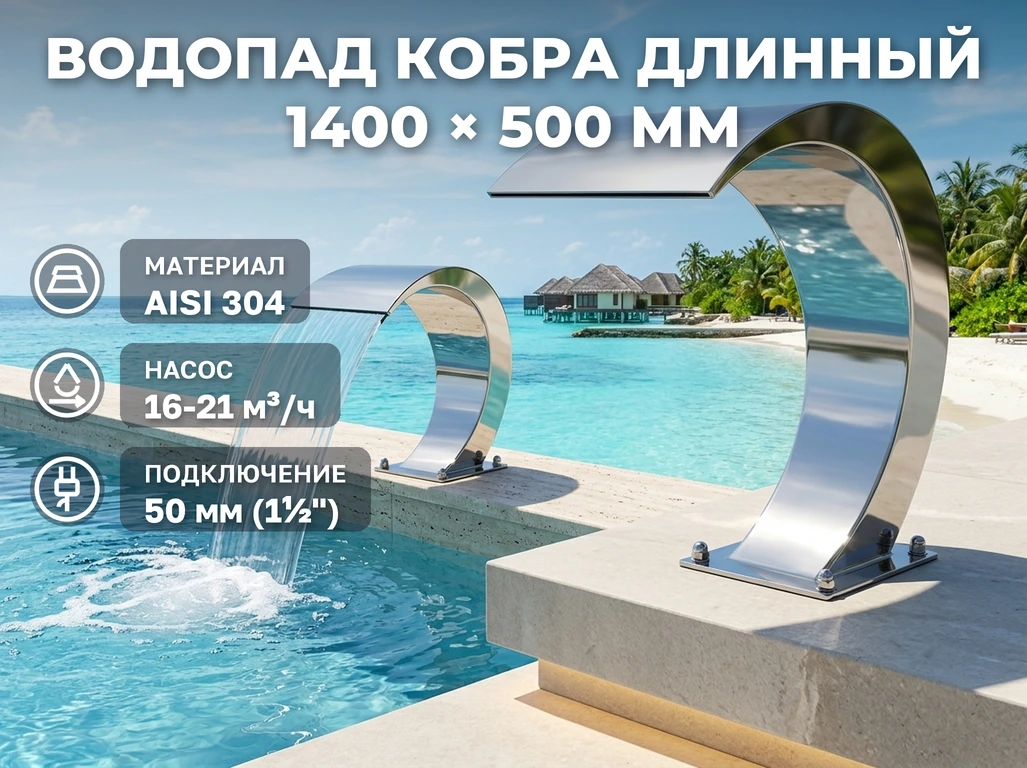 ВОДОПАД КОБРА ДЛИННЫЙ
1400 × 500 ММ
МАТЕРИАЛ
AISI 304
НАСОС
16-21 м³/ч
ПОДКЛЮЧЕНИЕ
50 мм (1½")